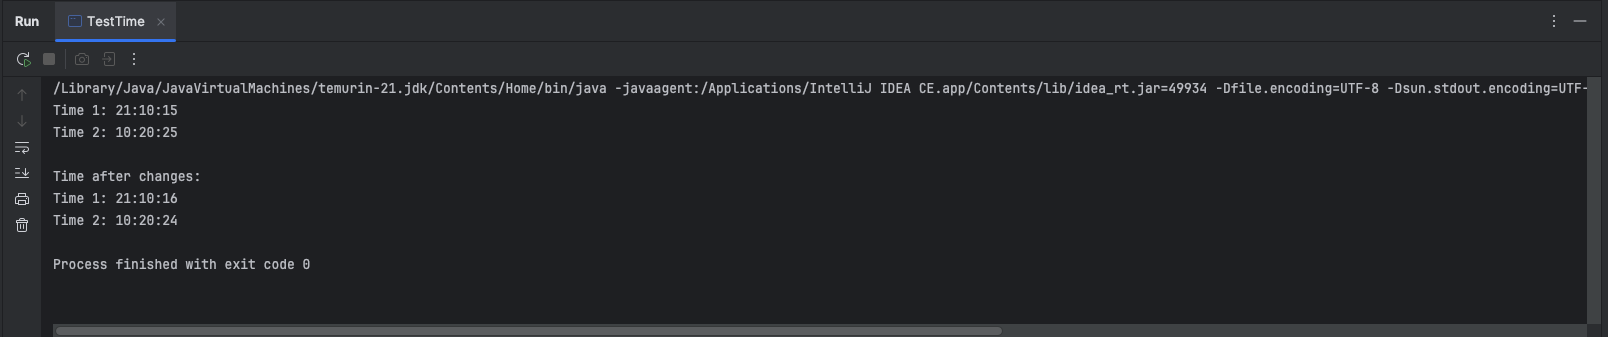 Run TestTime
/Library/Java/JavaVirtualMachines/temurin-21.jdk/Contents/Home/bin/java -javaagent:/Applications/IntelliJ IDEA CE.app/Contents/lib/idea_rt.jar=49934 -Dfile.encoding=UTF-8 -Dsun.stdout.encoding=UTF-
Time 1: 21:10:15
Time 2: 10:20:25
Time after changes:
Time 1: 21:10:16
Time 2: 10:20:24
Process finished with exit code 0